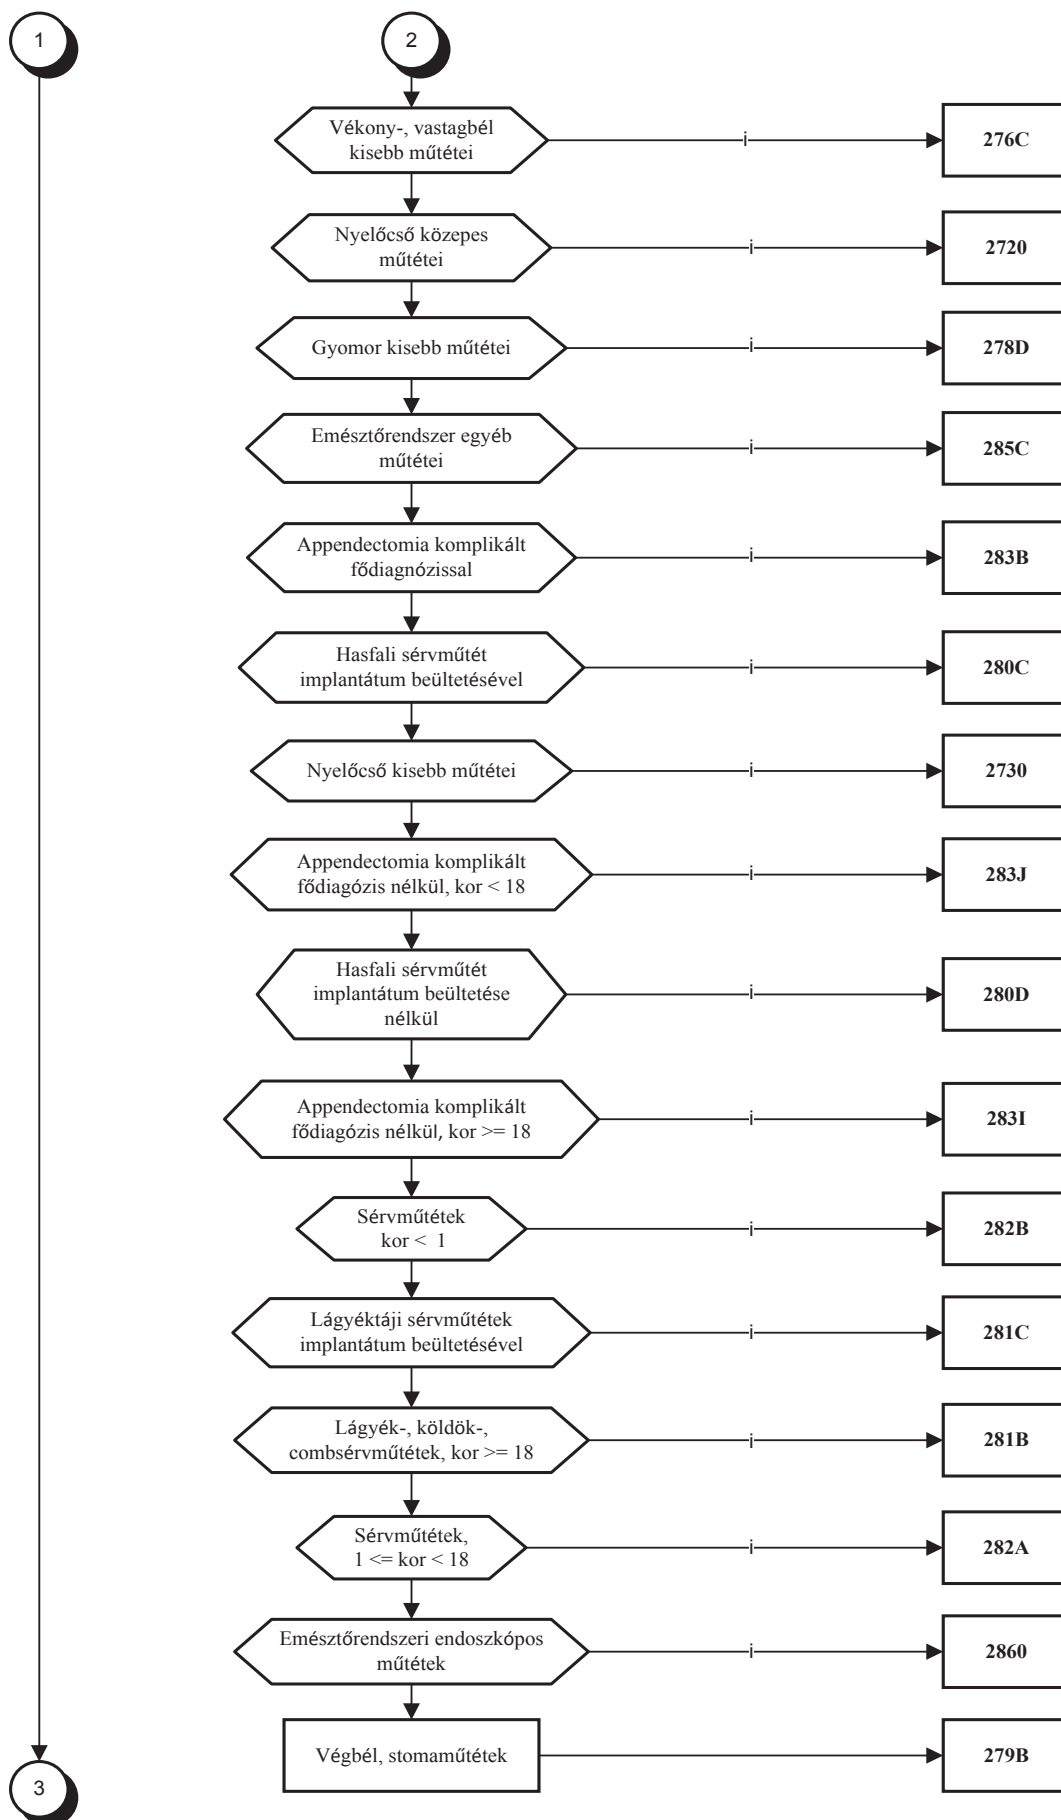 1
2
Vékony-, vastagbél
kisebb műtétei
i
276C
Nyelőcső közepes
műtétei
i
2720
Gyomor kisebb műtétei
i
278D
Emésztőrendszer egyéb
műtétei
i
285C
Appendectomia komplikált
fődiagnózissal
i
283B
Hasfali sérvműtét
implantátum beültetésével
i
280C
Nyelőcső kisebb műtétei
i
2730
Appendectomia komplikált
fődiagózis nélkül, kor < 18
i
283J
Hasfali sérvműtét
implantátum beültetése
nélkül
i
280D
Appendectomia komplikált
fődiagózis nélkül, kor >= 18
i
283I
Sérvműtétek
kor < 1
i
282B
Lágyéktáji sérvműtétek
implantátum beültetésével
i
281C
Lágyék-, köldök-,
combsérvműtétek, kor >= 18
i
281B
Sérvműtétek,
1 <= kor < 18
i
282A
Emésztőrendszeri endoszkópos
műtétek
i
2860
Végbél, stomaműtétek
279B
3